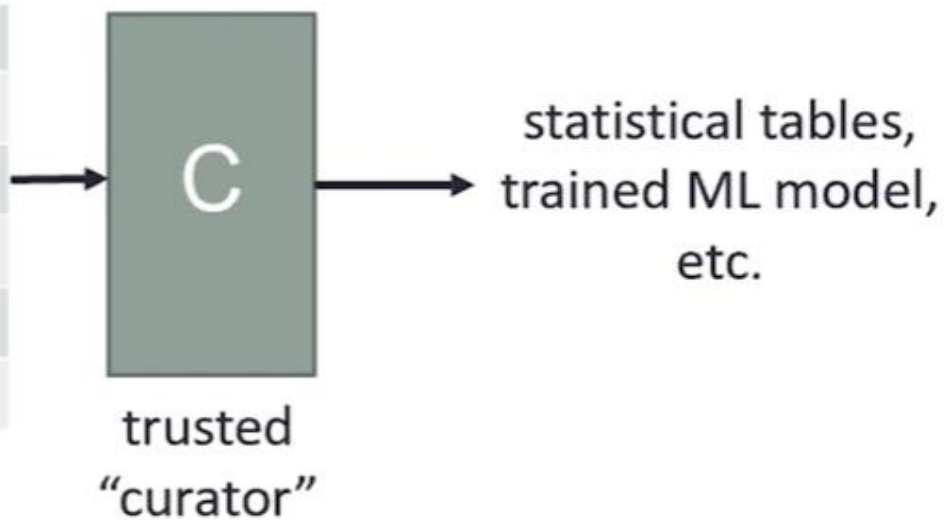 C
statistical tables,
trained ML model,
etc.
trusted
“curator”